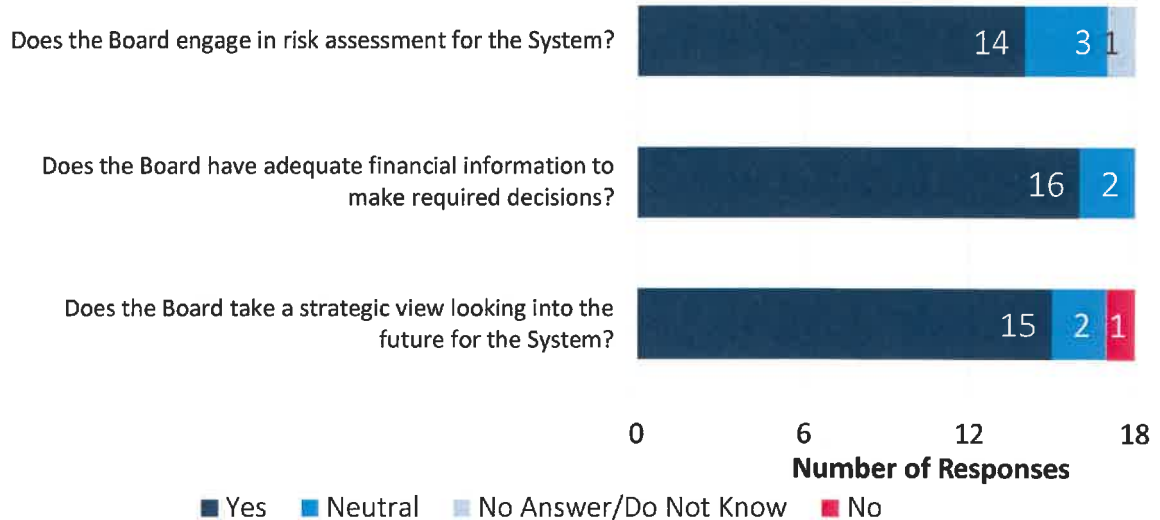 Does the Board engage in risk assessment for the System?
14 3 1
Does the Board have adequate financial information to
make required decisions?
16 2
Does the Board take a strategic view looking into the
future for the System?
15 2 1
0 6 12 18
Number of Responses
Yes Neutral No Answer/Do Not Know No